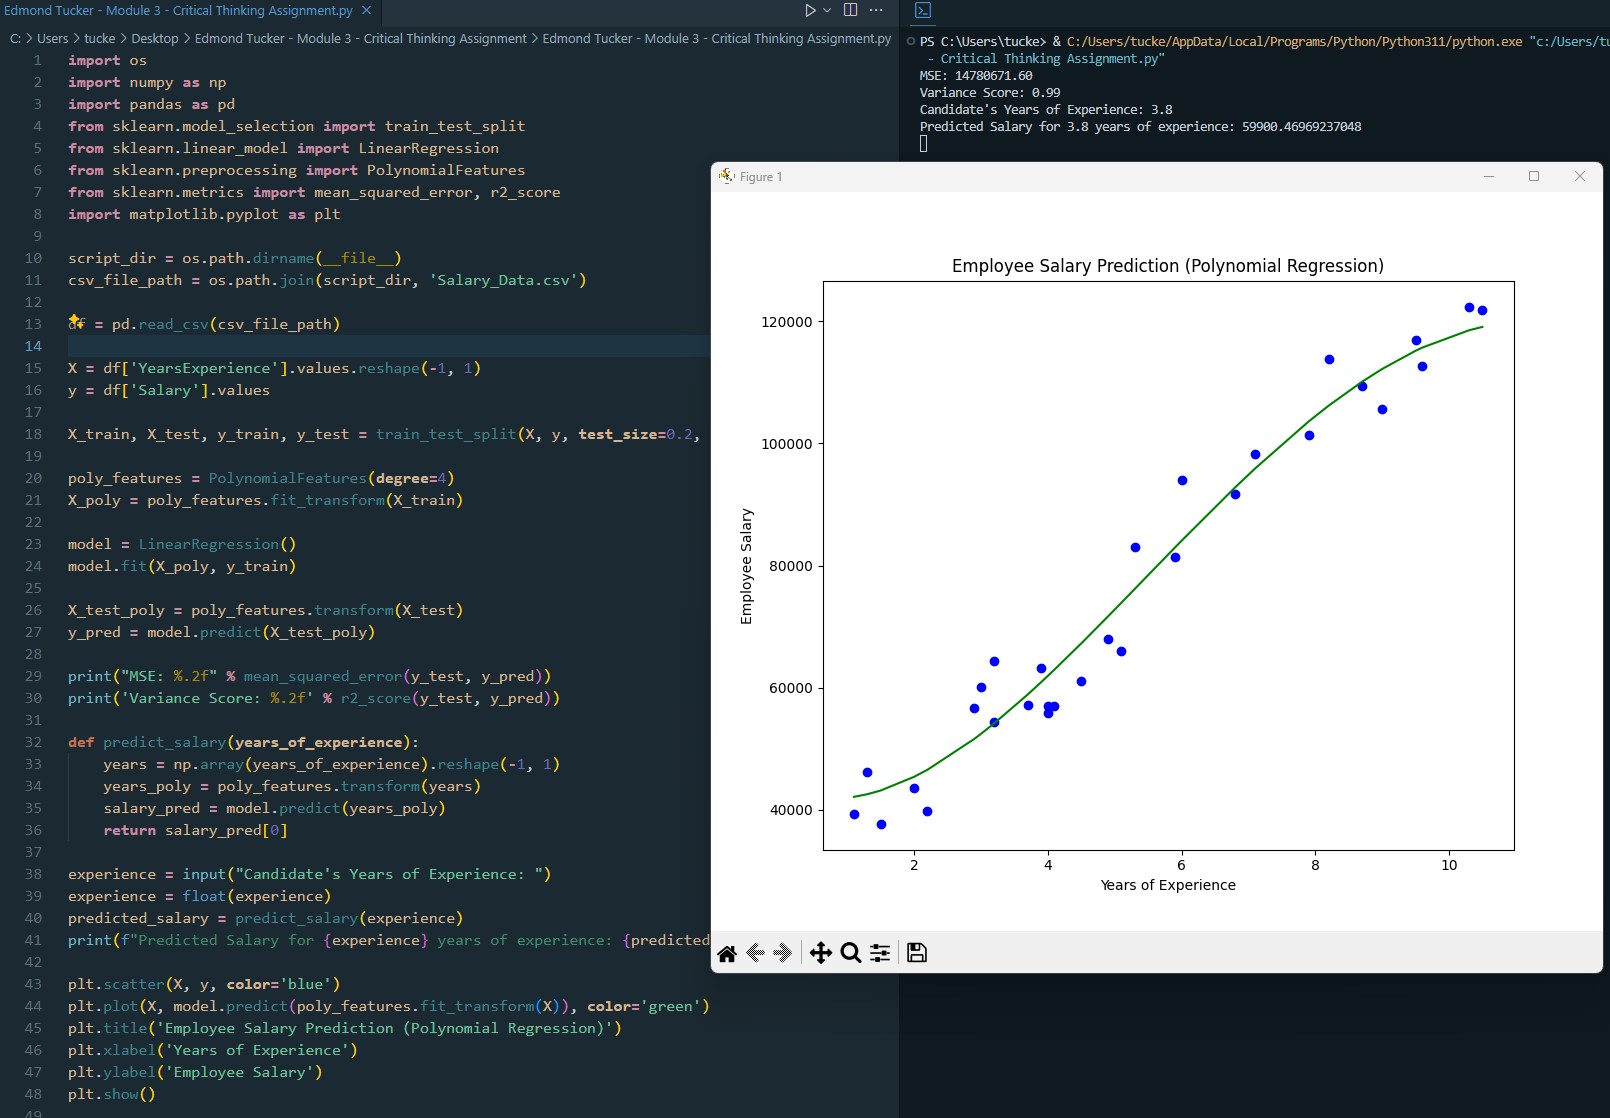 Edmond Tucker - Module 3 - Critical Thinking Assignment.py
C: > Users > tucke > Desktop > Edmond Tucker - Module 3 - Critical Thinking Assignment > Edmond Tucker - Module 3 - Critical Thinking Assignment.py
1 import os
2 import numpy as np
3 import pandas as pd
4 from sklearn.model_selection import train_test_split
5 from sklearn.linear_model import LinearRegression
6 from sklearn.preprocessing import PolynomialFeatures
7 from sklearn.metrics import mean_squared_error, r2_score
8 import matplotlib.pyplot as plt
9
10 script_dir = os.path.dirname(__file__)
11 csv_file_path = os.path.join(script_dir, 'Salary_Data.csv')
12
13 df = pd.read_csv(csv_file_path)
14
15 X = df['YearsExperience'].values.reshape(-1, 1)
16 y = df['Salary'].values
17
18 X_train, X_test, y_train, y_test = train_test_split(X, y, test_size=0.2,
19
20 poly_features = PolynomialFeatures(degree=4)
21 X_poly = poly_features.fit_transform(X_train)
22
23 model = LinearRegression()
24 model.fit(X_poly, y_train)
25
26 X_test_poly = poly_features.transform(X_test)
27 y_pred = model.predict(X_test_poly)
28
29 print("MSE: %.2f" % mean_squared_error(y_test, y_pred))
30 print('Variance Score: %.2f' % r2_score(y_test, y_pred))
31
32 def predict_salary(years_of_experience):
33 years = np.array(years_of_experience).reshape(-1, 1)
34 years_poly = poly_features.transform(years)
35 salary_pred = model.predict(years_poly)
36 return salary_pred[0]
37
38 experience = input("Candidate's Years of Experience: ")
39 experience = float(experience)
40 predicted_salary = predict_salary(experience)
41 print(f"Predicted Salary for {experience} years of experience: {predicted
42
43 plt.scatter(X, y, color='blue')
44 plt.plot(X, model.predict(poly_features.fit_transform(X)), color='green')
45 plt.title('Employee Salary Prediction (Polynomial Regression)')
46 plt.xlabel('Years of Experience')
47 plt.ylabel('Employee Salary')
48 plt.show()
49
PS C:\Users\tucke> & C:/Users/tucke/AppData/Local/Programs/Python/Python311/python.exe "c:/Users/tu
- Critical Thinking Assignment.py"
MSE: 14780671.60
Variance Score: 0.99
Candidate's Years of Experience: 3.8
Predicted Salary for 3.8 years of experience: 59900.46969237048
Figure 1
Employee Salary Prediction (Polynomial Regression)
120000
100000
80000
60000
40000
Employee Salary
2 4 6 8 10
Years of Experience